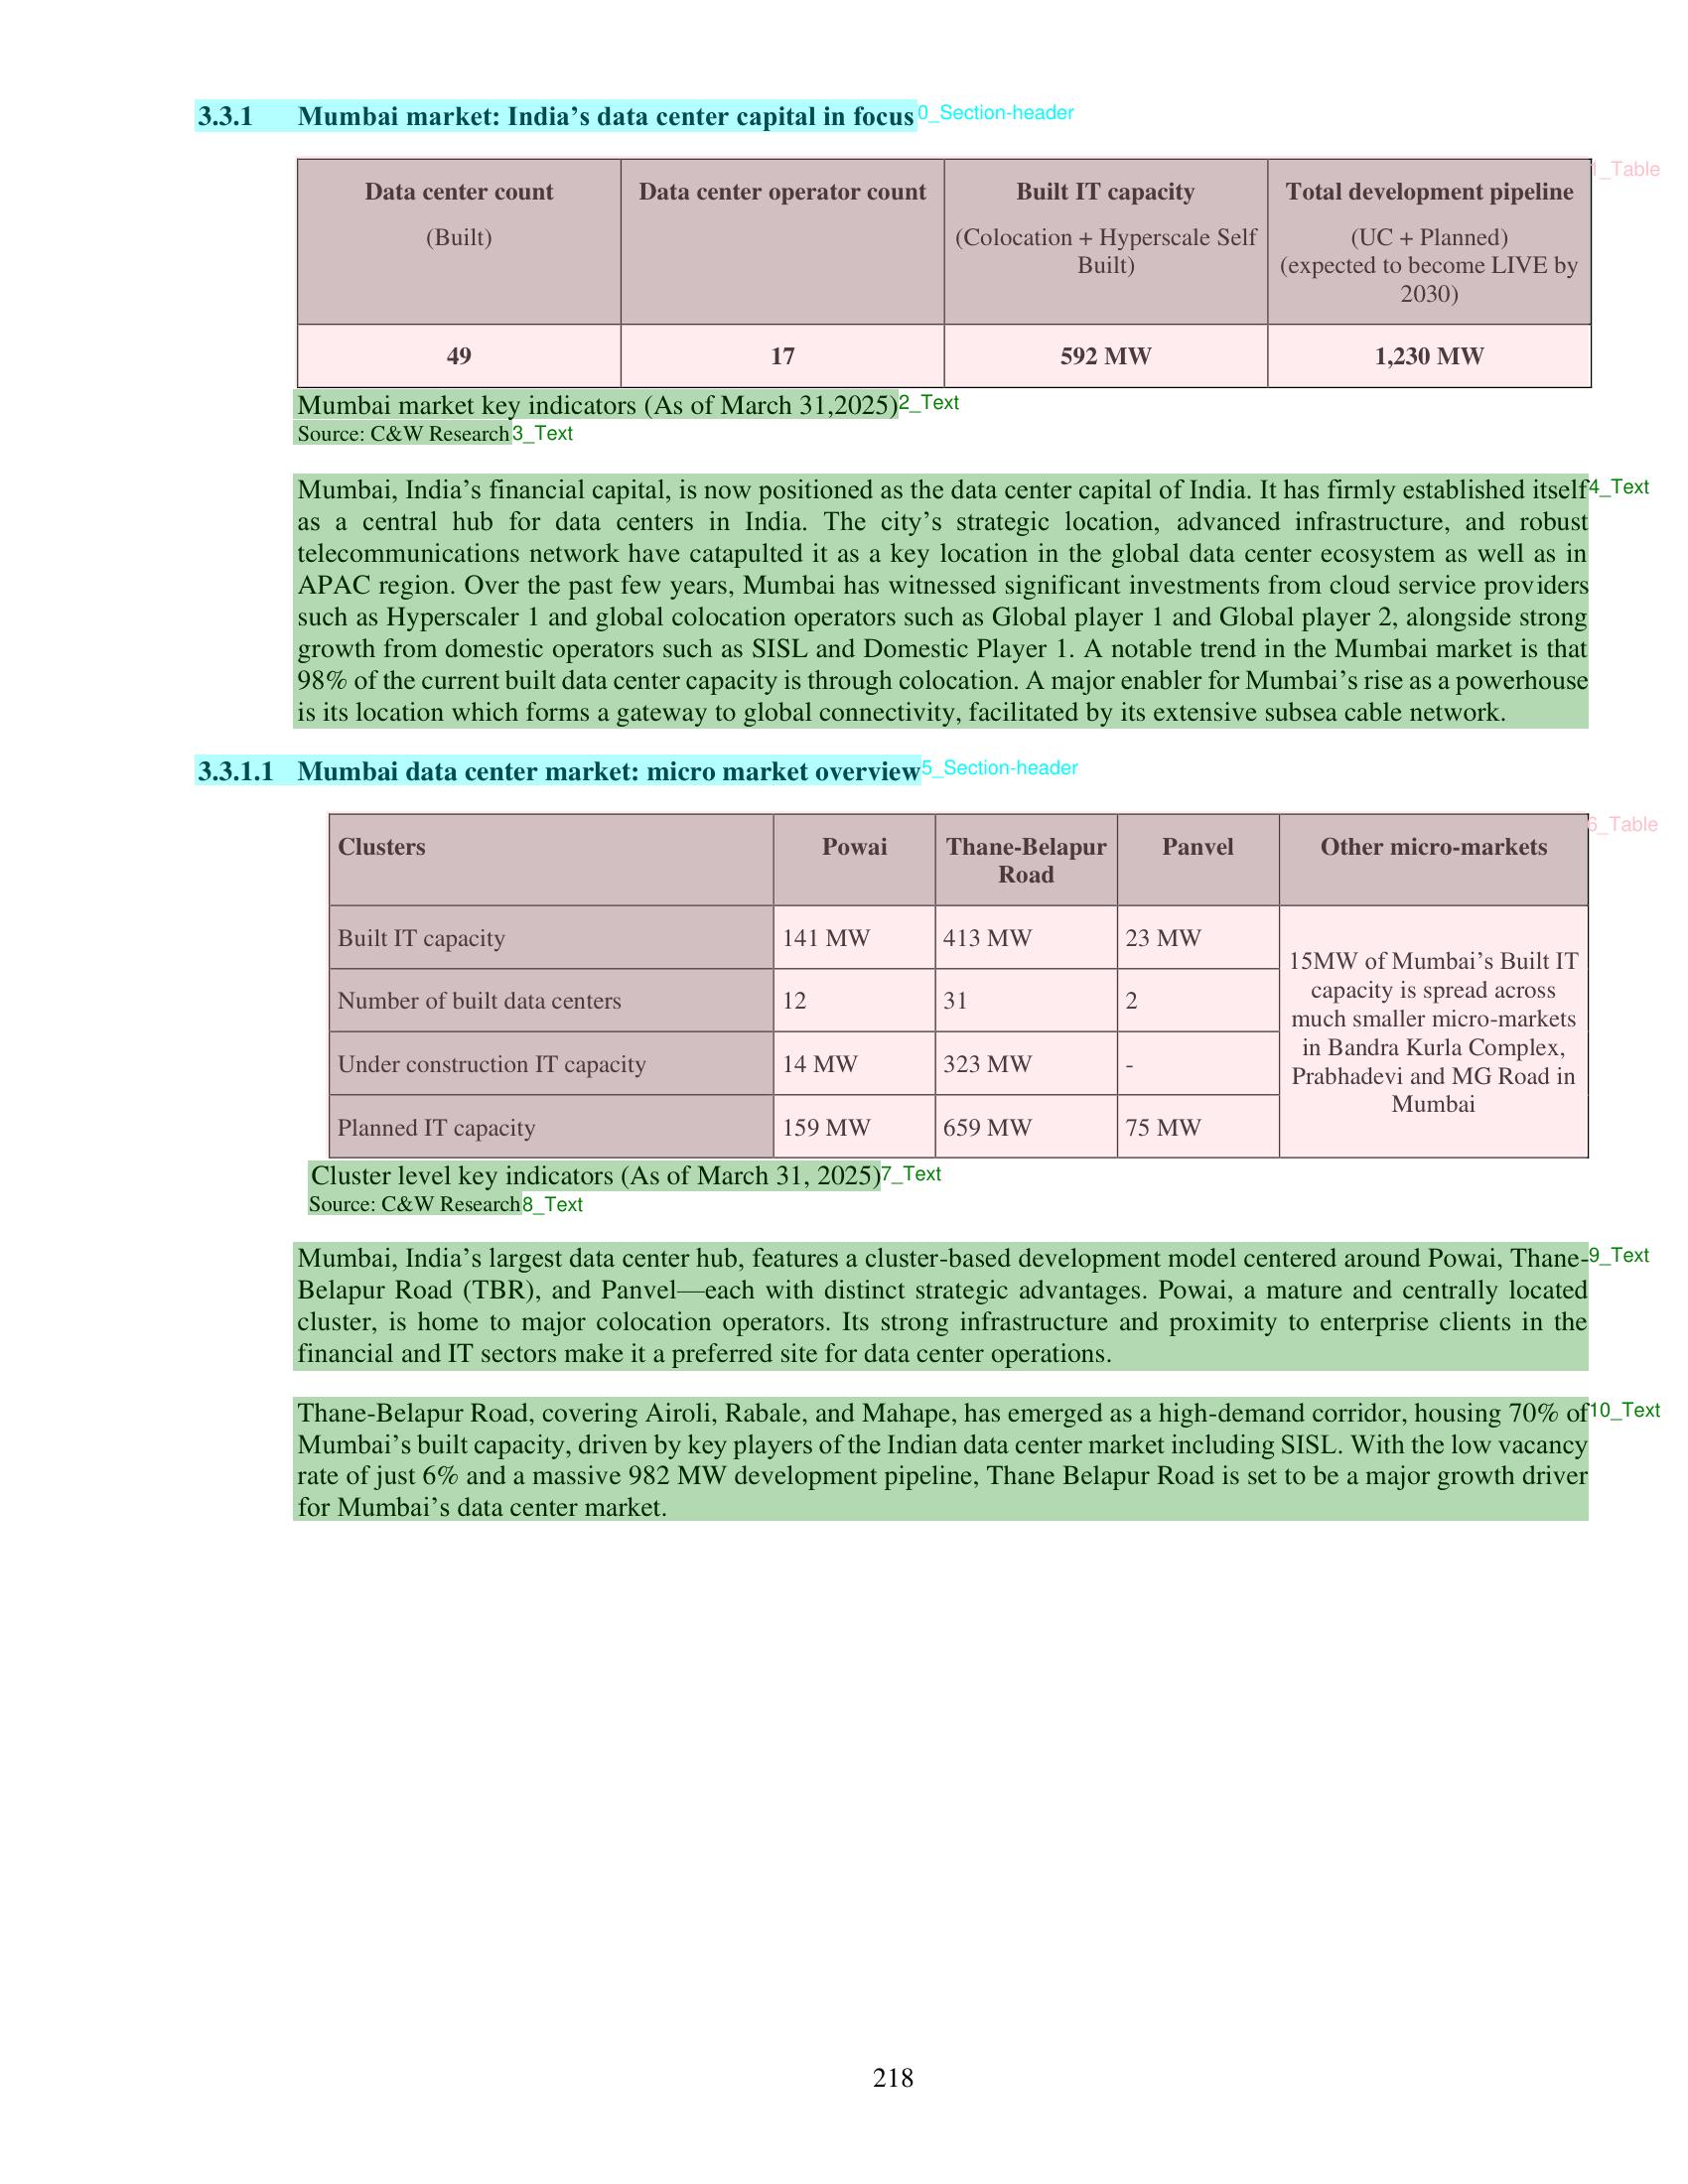 3.3.1 Mumbai market: India’s data center capital in focus 0_Section-header
1_Table
Data center count
(Built)
Data center operator count
Built IT capacity
(Colocation + Hyperscale Self
Built)
Total development pipeline
(UC + Planned)
(expected to become LIVE by
2030)
49
17
592 MW
1,230 MW
Mumbai market key indicators (As of March 31,2025) 2_Text
Source: C&W Research 3_Text
Mumbai, India’s financial capital, is now positioned as the data center capital of India. It has firmly established itself 4_Text
as a central hub for data centers in India. The city’s strategic location, advanced infrastructure, and robust
telecommunications network have catapulted it as a key location in the global data center ecosystem as well as in
APAC region. Over the past few years, Mumbai has witnessed significant investments from cloud service providers
such as Hyperscaler 1 and global colocation operators such as Global player 1 and Global player 2, alongside strong
growth from domestic operators such as SISL and Domestic Player 1. A notable trend in the Mumbai market is that
98% of the current built data center capacity is through colocation. A major enabler for Mumbai’s rise as a powerhouse
is its location which forms a gateway to global connectivity, facilitated by its extensive subsea cable network.
3.3.1.1 Mumbai data center market: micro market overview 5_Section-header
6_Table
Clusters
Powai
Thane-Belapur
Road
Panvel
Other micro-markets
Built IT capacity
141 MW
413 MW
23 MW
15MW of Mumbai’s Built IT
capacity is spread across
much smaller micro-markets
in Bandra Kurla Complex,
Prabhadevi and MG Road in
Mumbai
Number of built data centers
12
31
2
Under construction IT capacity
14 MW
323 MW
-
Planned IT capacity
159 MW
659 MW
75 MW
Cluster level key indicators (As of March 31, 2025) 7_Text
Source: C&W Research 8_Text
Mumbai, India’s largest data center hub, features a cluster-based development model centered around Powai, Thane- 9_Text
Belapur Road (TBR), and Panvel—each with distinct strategic advantages. Powai, a mature and centrally located
cluster, is home to major colocation operators. Its strong infrastructure and proximity to enterprise clients in the
financial and IT sectors make it a preferred site for data center operations.
Thane-Belapur Road, covering Airoli, Rabale, and Mahape, has emerged as a high-demand corridor, housing 70% of 10_Text
Mumbai’s built capacity, driven by key players of the Indian data center market including SISL. With the low vacancy
rate of just 6% and a massive 982 MW development pipeline, Thane Belapur Road is set to be a major growth driver
for Mumbai’s data center market.
218